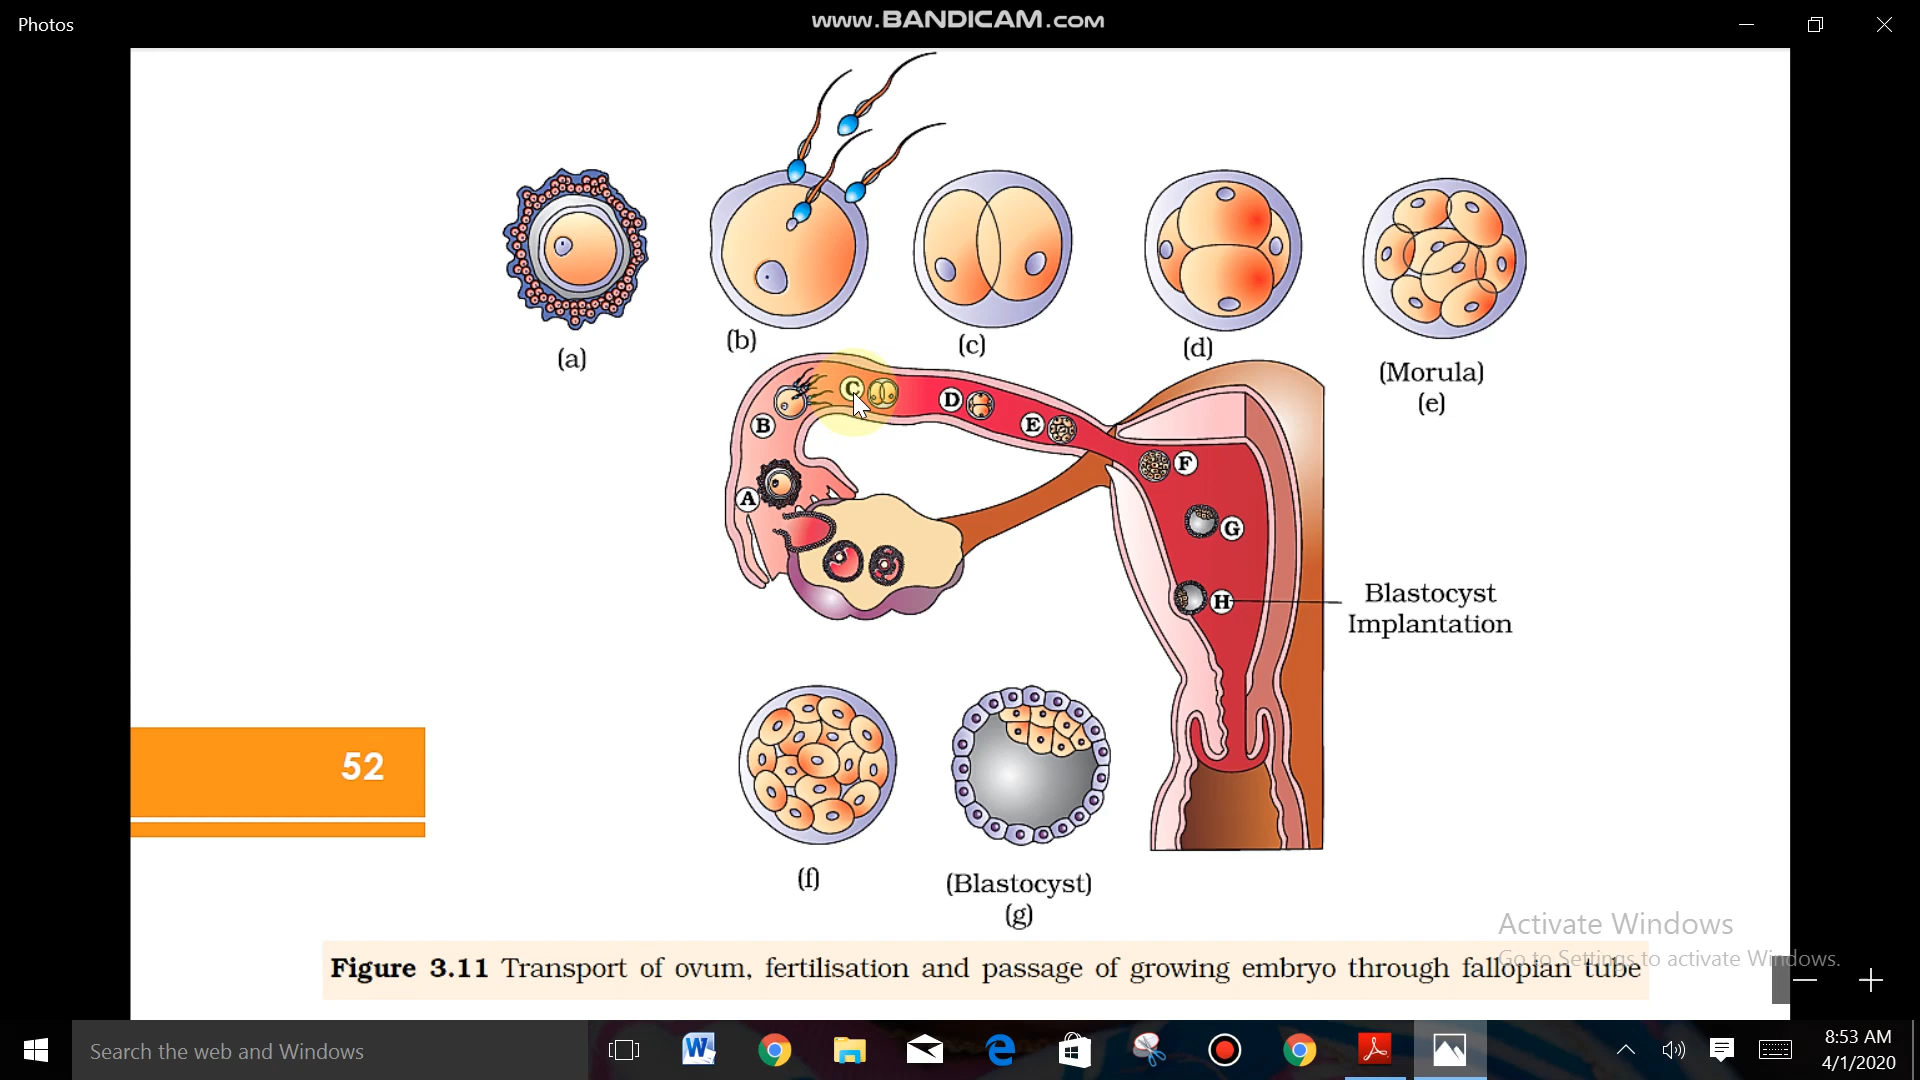 Photos
www.BANDICAM.COM
(a)
(b)
(c)
(d)
(Morula)
(e)
C
D
B
E
F
A
G
H
Blastocyst
Implantation
52
(f)
(Blastocyst)
(g)
Activate Windows
Go to Settings to activate Windows.
Figure 3.11 Transport of ovum, fertilisation and passage of growing embryo through fallopian tube
Search the web and Windows
8:53 AM
4/1/2020